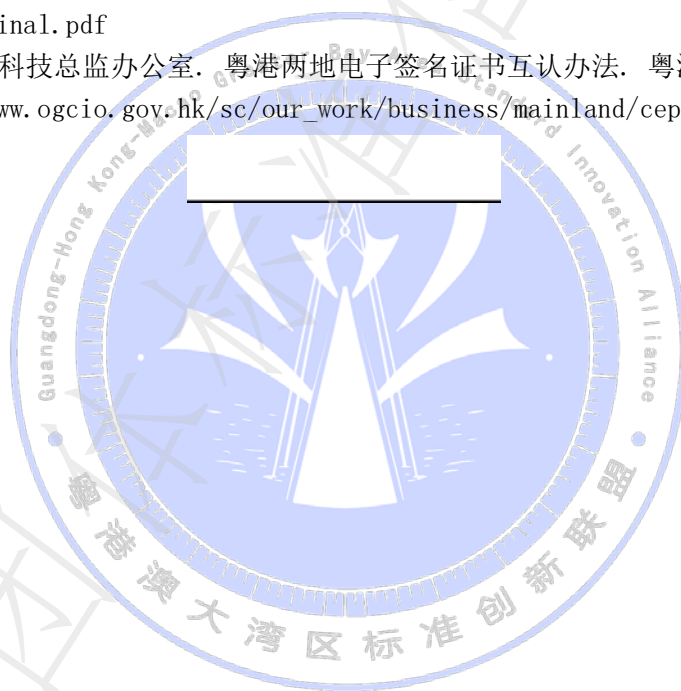 inal.pdf
科技总监办公室. 粤港两地电子签名证书互认办法. 粤
ww.ogcio.gov.hk/sc/our_work/business/mainland/cep
Guangdong-Hong Kong-Macao Greater Bay Area Standard Innovation Alliance
粤港澳大湾区标准创新联盟